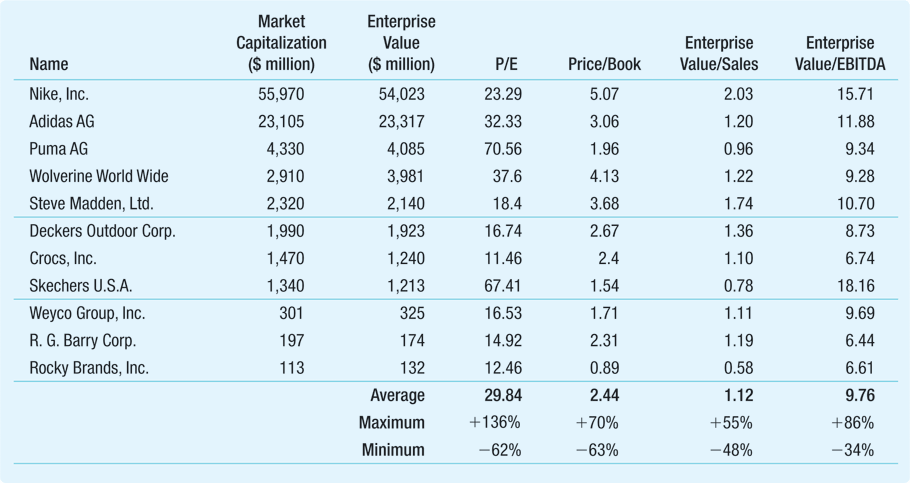 Name Market Capitalization ($ million) Enterprise Value ($ million) P/E Price/Book Enterprise Value/Sales Enterprise Value/EBITDA
Nike, Inc. 55,970 54,023 23.29 5.07 2.03 15.71
Adidas AG 23,105 23,317 32.33 3.06 1.20 11.88
Puma AG 4,330 4,085 70.56 1.96 0.96 9.34
Wolverine World Wide 2,910 3,981 37.6 4.13 1.22 9.28
Steve Madden, Ltd. 2,320 2,140 18.4 3.68 1.74 10.70
Deckers Outdoor Corp. 1,990 1,923 16.74 2.67 1.36 8.73
Crocs, Inc. 1,470 1,240 11.46 2.4 1.10 6.74
Skechers U.S.A. 1,340 1,213 67.41 1.54 0.78 18.16
Weyco Group, Inc. 301 325 16.53 1.71 1.11 9.69
R. G. Barry Corp. 197 174 14.92 2.31 1.19 6.44
Rocky Brands, Inc. 113 132 12.46 0.89 0.58 6.61
Average 29.84 2.44 1.12 9.76
Maximum +136% +70% +55% +86%
Minimum −62% −63% −48% −34%